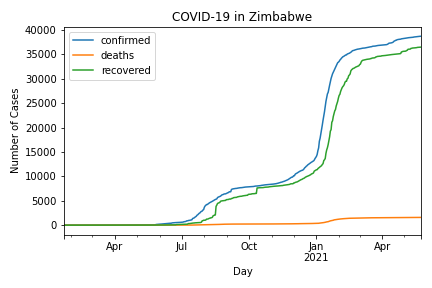 COVID-19 in Zimbabwe
confirmed
deaths
recovered
Number of Cases
40000
35000
30000
25000
20000
15000
10000
5000
0
Apr Jul Oct Jan Apr
2021
Day